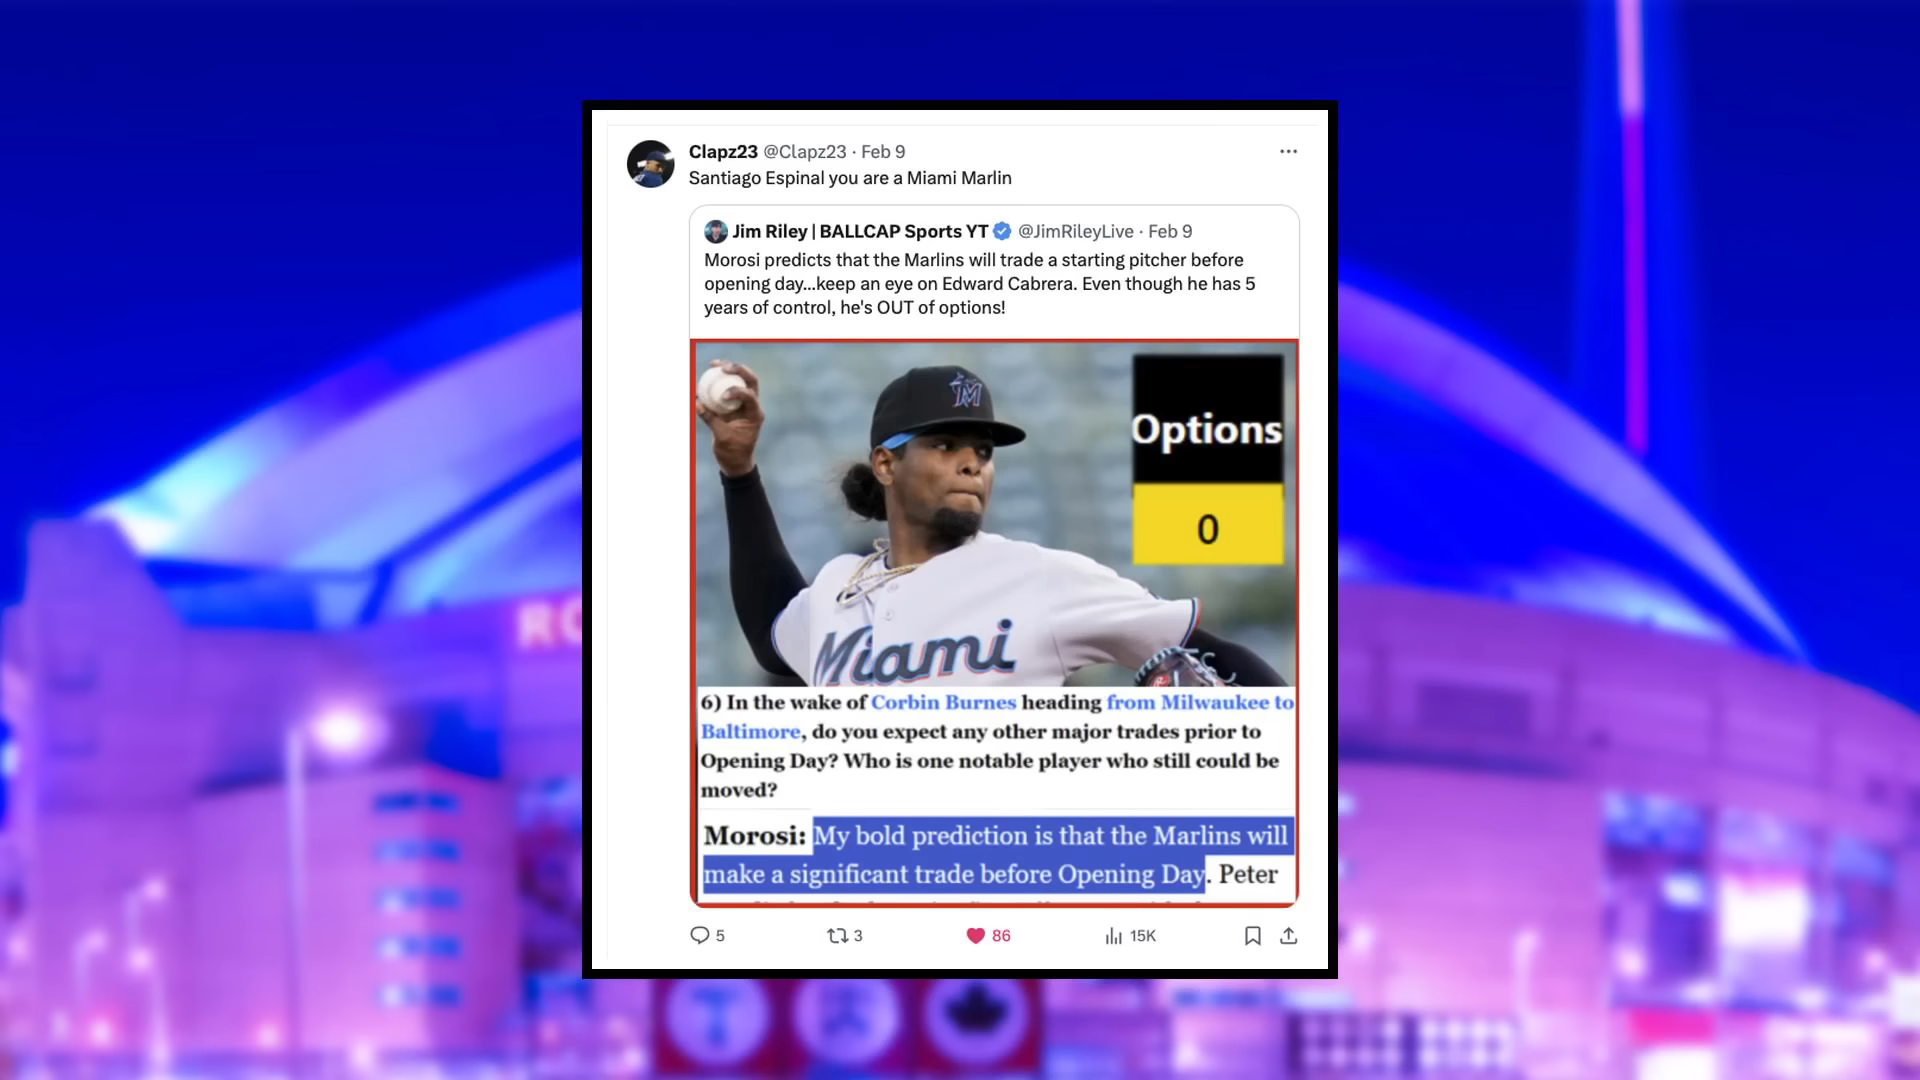 Clapz23 @Clapz23 · Feb 9
Santiago Espinal you are a Miami Marlin
Jim Riley | BALLCAP Sports YT @JimRileyLive · Feb 9
Morosi predicts that the Marlins will trade a starting pitcher before
opening day...keep an eye on Edward Cabrera. Even though he has 5
years of control, he's OUT of options!
M
Options
0
Miami
6) In the wake of Corbin Burnes heading from Milwaukee to
Baltimore, do you expect any other major trades prior to
Opening Day? Who is one notable player who still could be
moved?
Morosi: My bold prediction is that the Marlins will
make a significant trade before Opening Day. Peter
5 3 86 15K
RO